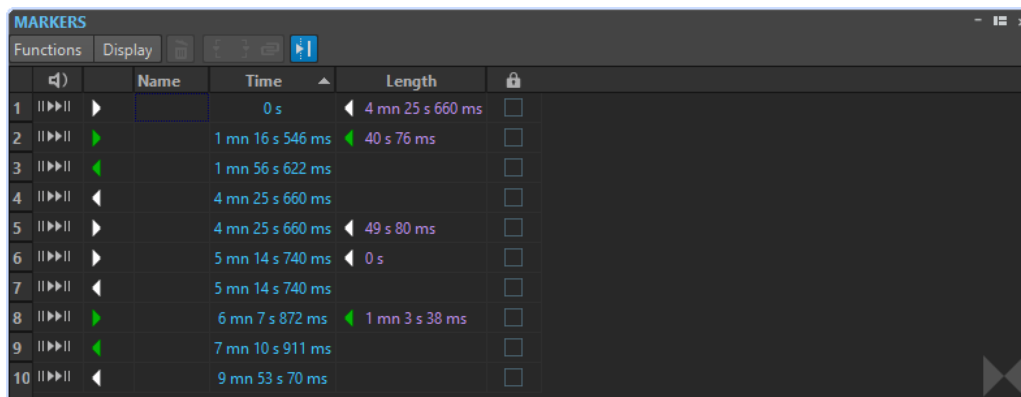 MARKERS
Functions Display
Name Time Length
1 0 s 4 mn 25 s 660 ms
2 1 mn 16 s 546 ms 40 s 76 ms
3 1 mn 56 s 622 ms
4 4 mn 25 s 660 ms
5 4 mn 25 s 660 ms 49 s 80 ms
6 5 mn 14 s 740 ms 0 s
7 5 mn 14 s 740 ms
8 6 mn 7 s 872 ms 1 mn 3 s 38 ms
9 7 mn 10 s 911 ms
10 9 mn 53 s 70 ms